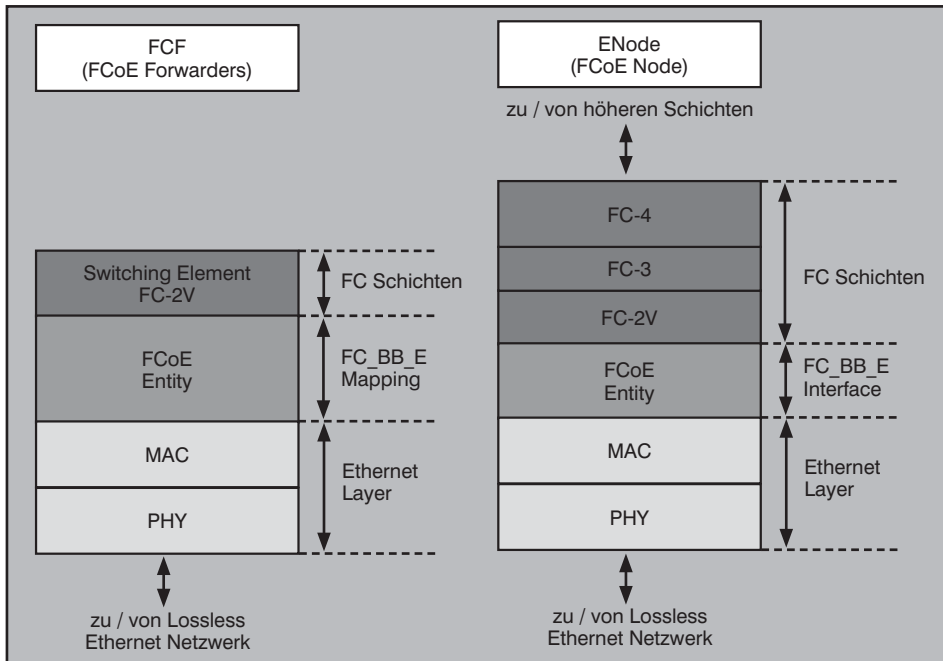 FCF
(FCoE Forwarders)
Switching Element
FC-2V
FC Schichten
FCoE
Entity
FC_BB_E
Mapping
MAC
PHY
Ethernet
Layer
zu / von Lossless
Ethernet Netzwerk
ENode
(FCoE Node)
zu / von höheren Schichten
FC-4
FC-3
FC-2V
FC Schichten
FCoE
Entity
FC_BB_E
Interface
MAC
PHY
Ethernet
Layer
zu / von Lossless
Ethernet Netzwerk